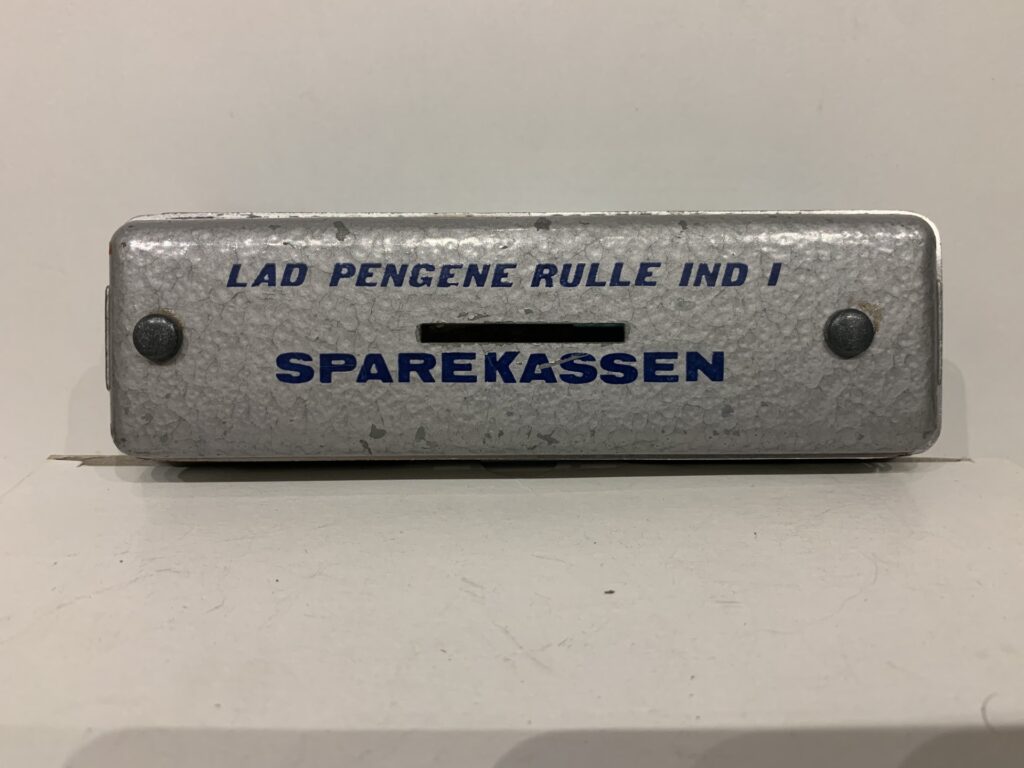 LAD PENGENE RULLE IND I
SPAREKASSEN